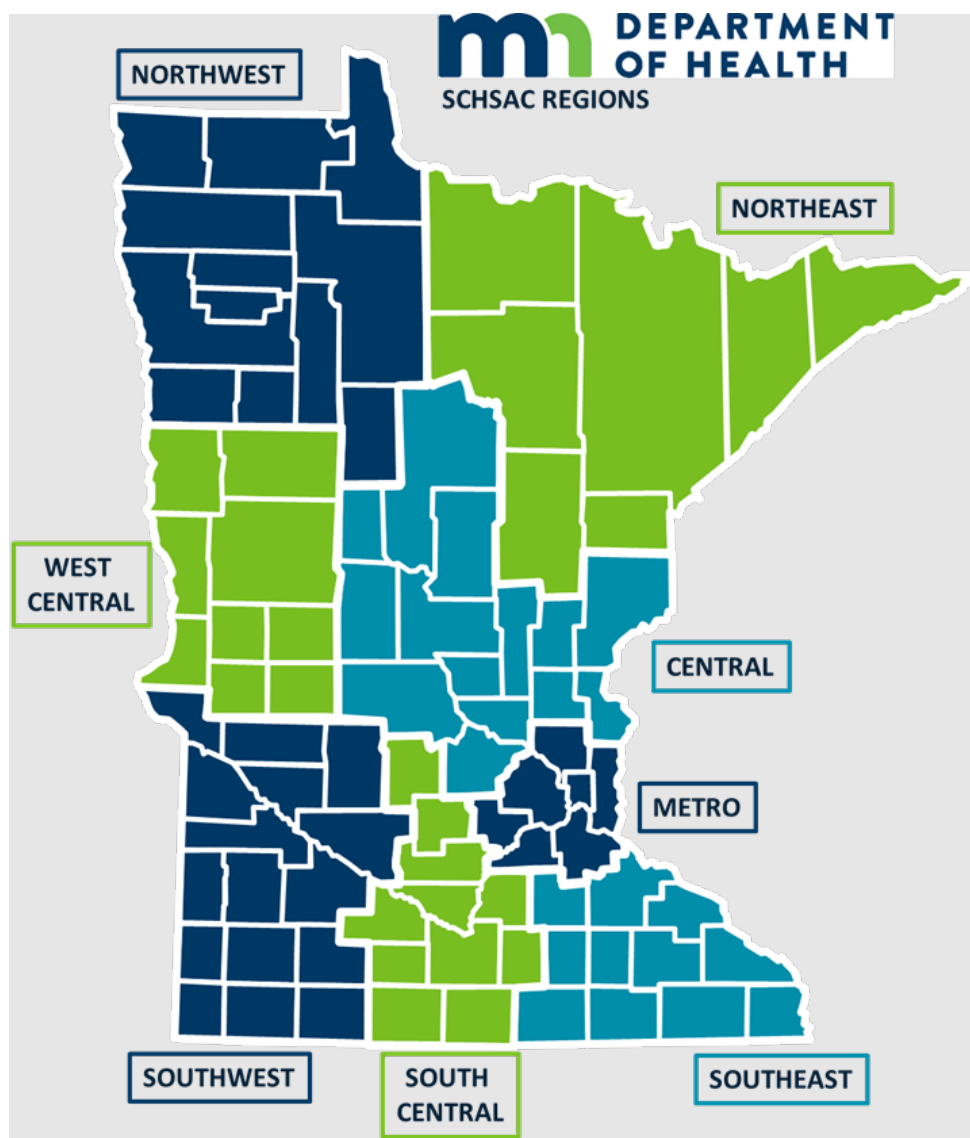 mn DEPARTMENT
OF HEALTH
SCHSAC REGIONS
NORTHWEST
NORTHEAST
WEST
CENTRAL
CENTRAL
METRO
SOUTHWEST
SOUTH
CENTRAL
SOUTHEAST